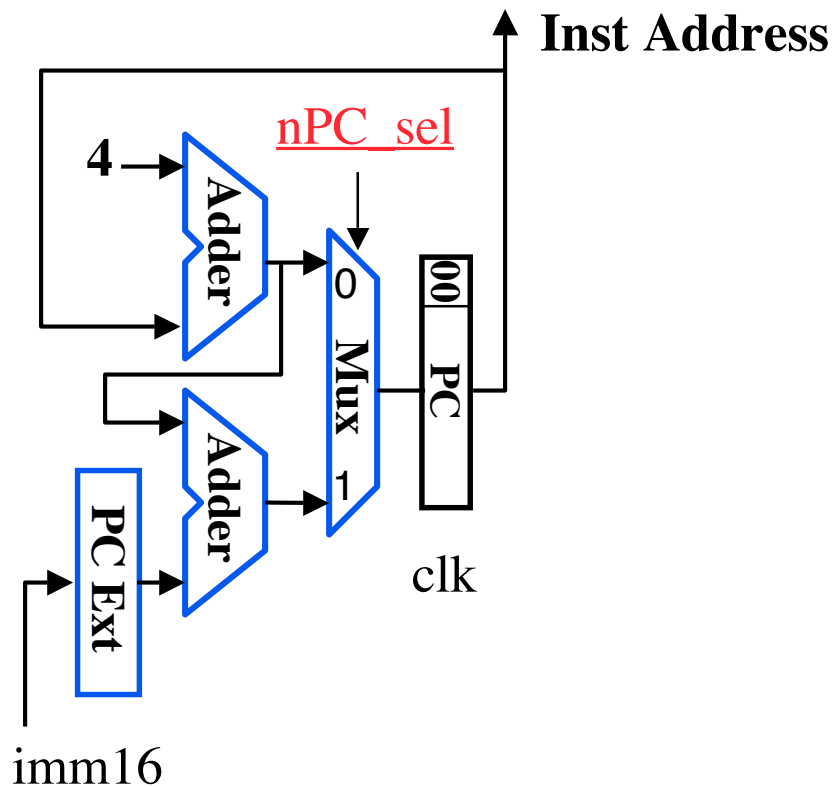 Inst Address
nPC_sel
4
Adder
0
00
Mux
PC
Adder
1
PC Ext
clk
imm16